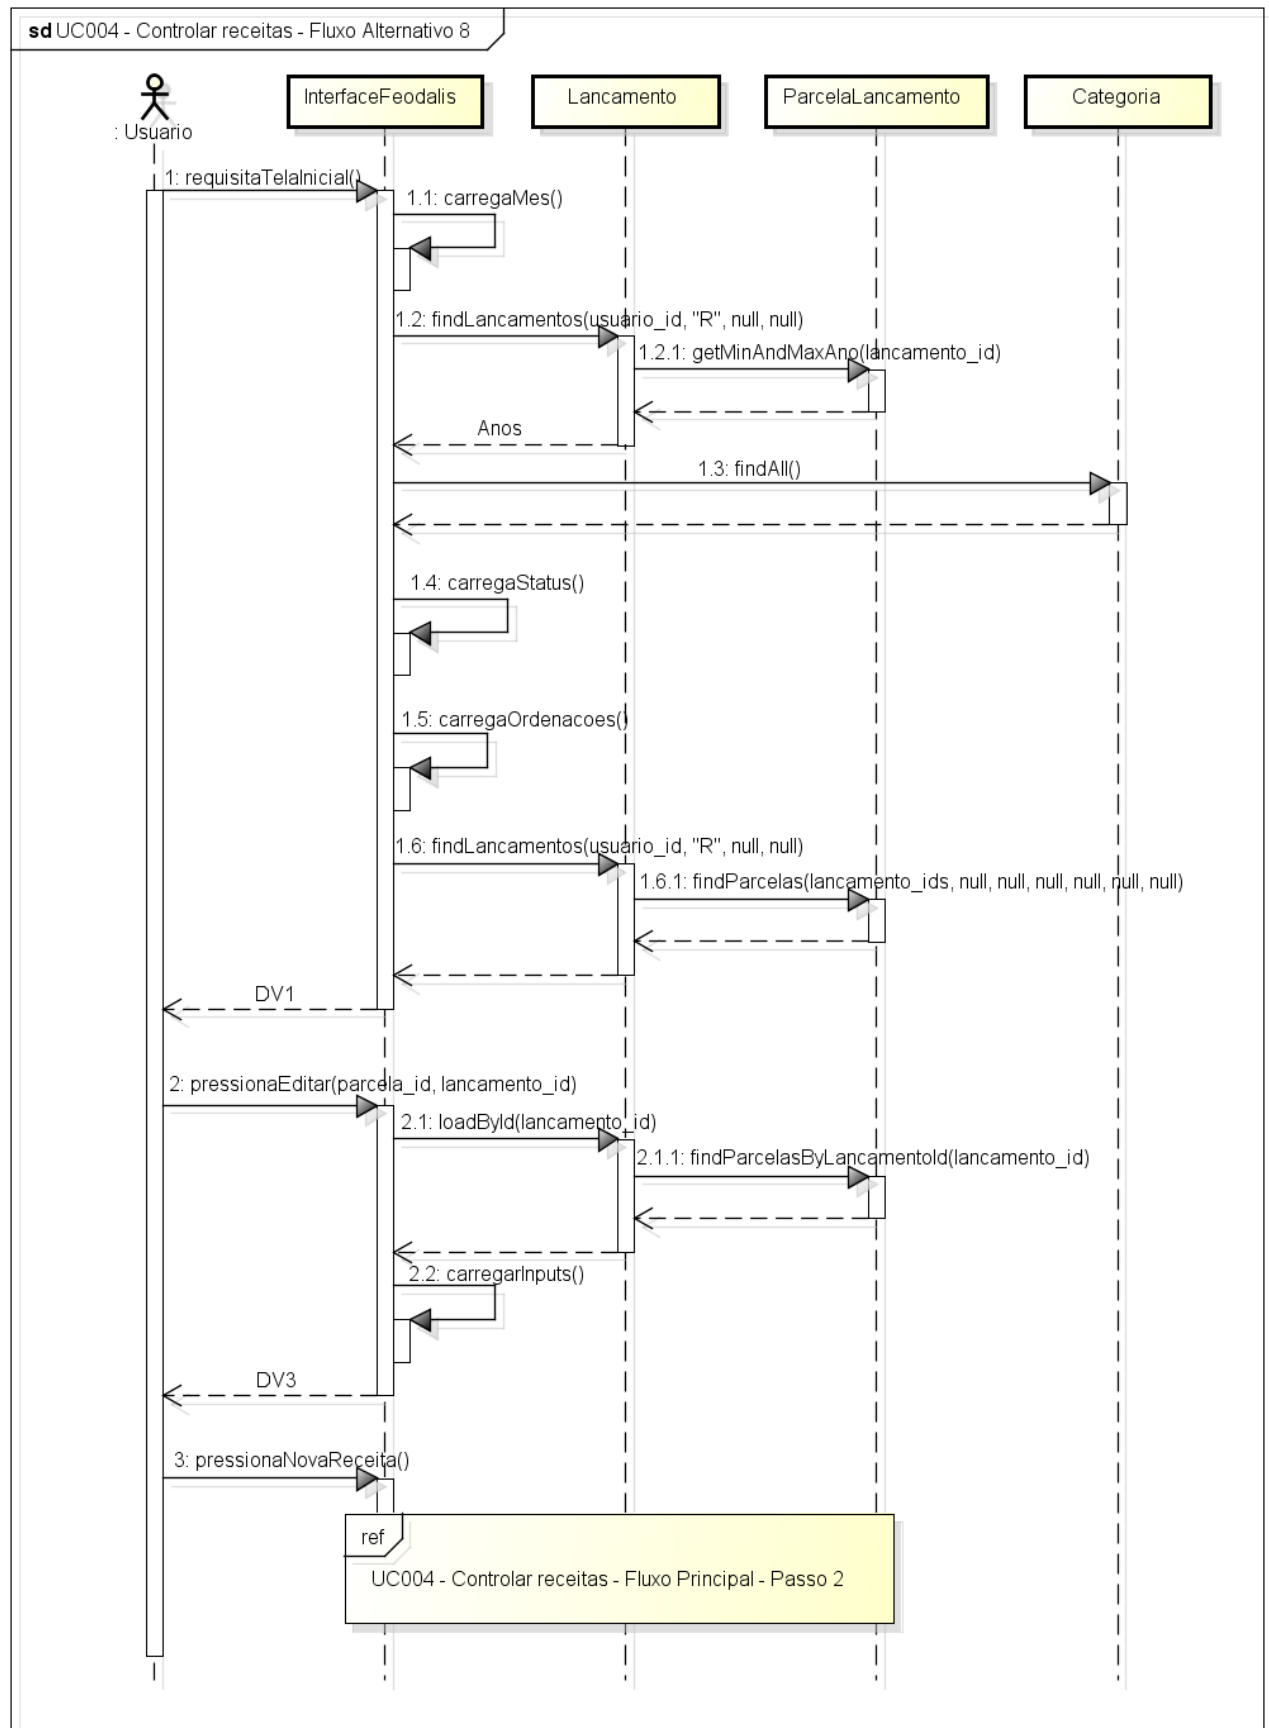 sd UC004 - Controlar receitas - Fluxo Alternativo 8
InterfaceFeodalis
Lancamento
ParcelaLancamento
Categoria
: Usuario
1: requisitaTelaInicial()
1.1: carregaMes()
1.2: findLancamentos(usuario_id, "R", null, null)
1.2.1: getMinAndMaxAno(lancamento_id)
Anos
1.3: findAll()
1.4: carregaStatus()
1.5: carregaOrdenacoes()
1.6: findLancamentos(usuario_id, "R", null, null)
1.6.1: findParcelas(lancamento_ids, null, null, null, null, null, null)
DV1
2: pressionaEditar(parcela_id, lancamento_id)
2.1: loadById(lancamento_id)
2.1.1: findParcelasByLancamentoId(lancamento_id)
2.2: carregarInputs()
DV3
3: pressionaNovaReceita()
ref
UC004 - Controlar receitas - Fluxo Principal - Passo 2